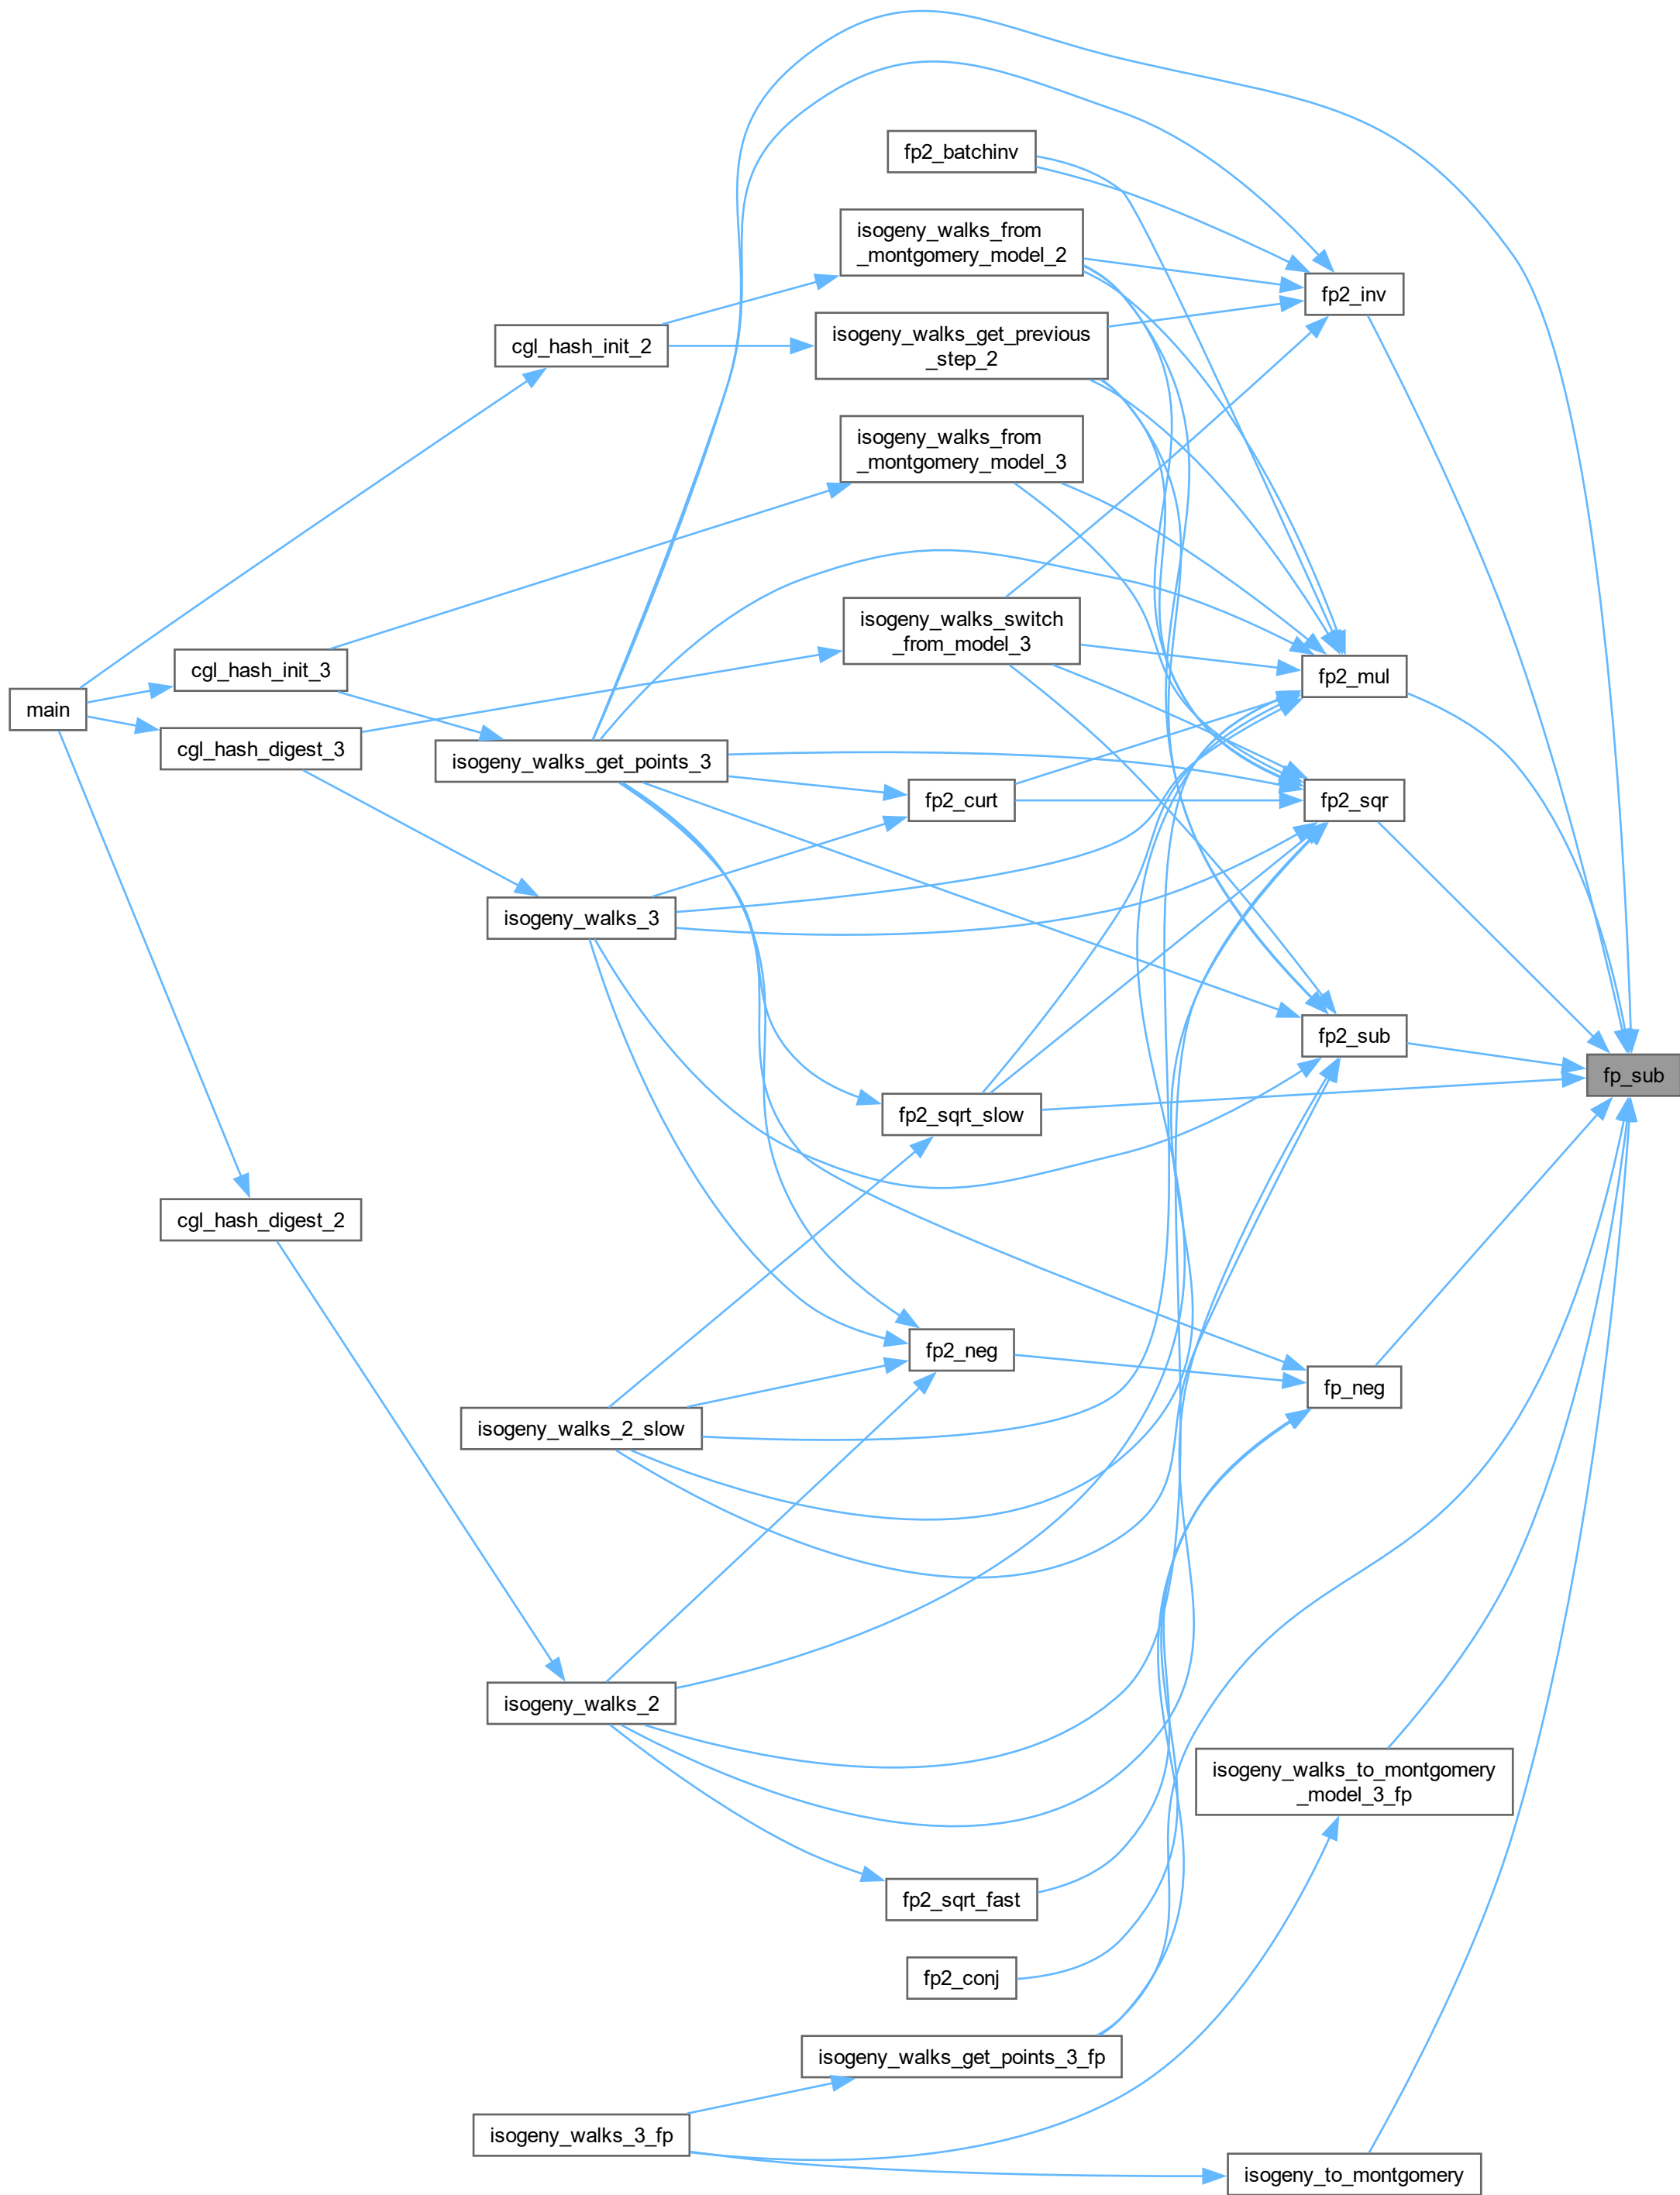 fp2_batchinv
isogeny_walks_from
_montgomery_model_2
fp2_inv
cgl_hash_init_2
isogeny_walks_get_previous
_step_2
isogeny_walks_from
_montgomery_model_3
isogeny_walks_switch
_from_model_3
fp2_mul
cgl_hash_init_3
main
cgl_hash_digest_3
isogeny_walks_get_points_3
fp2_curt
fp2_sqr
isogeny_walks_3
fp2_sub
fp_sub
fp2_sqrt_slow
cgl_hash_digest_2
fp2_neg
fp_neg
isogeny_walks_2_slow
isogeny_walks_2
isogeny_walks_to_montgomery
_model_3_fp
fp2_sqrt_fast
fp2_conj
isogeny_walks_get_points_3_fp
isogeny_walks_3_fp
isogeny_to_montgomery